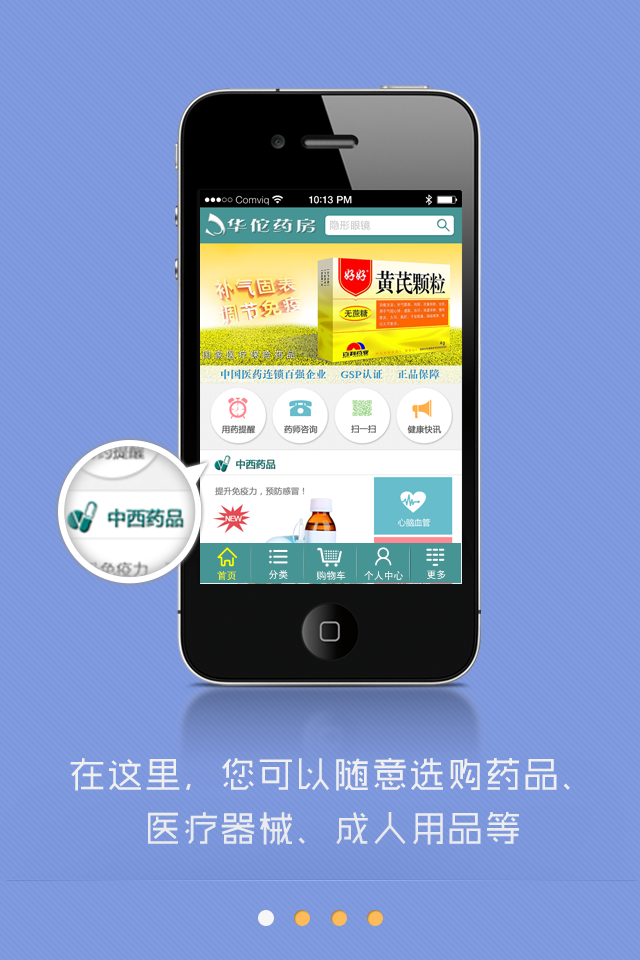 Comviq 10:13 PM
华佗药房 隐形眼镜
补气固表
调节免疫
好好
黄芪颗粒
无蔗糖
国家医疗保险药品
中国医药连锁百强企业 GSP认证 正品保障
用药提醒 药师咨询 扫一扫 健康快讯
中西药品
提升免疫力，预防感冒！
NEW
心脑血管
首页 分类 购物车 个人中心 更多
药提醒
中西药品
免疫力
在这里，您可以随意选购药品、
医疗器械、成人用品等